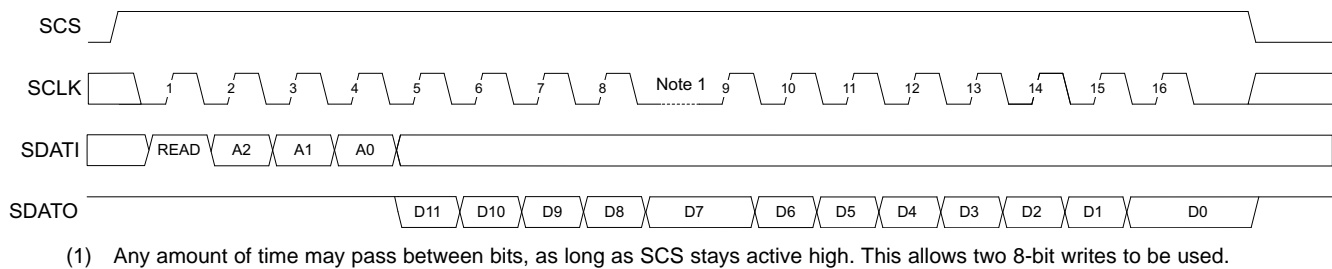 SCS
SCLK 1 2 3 4 5 6 7 8 Note 1 9 10 11 12 13 14 15 16
SDATI READ A2 A1 A0
SDATO D11 D10 D9 D8 D7 D6 D5 D4 D3 D2 D1 D0
(1) Any amount of time may pass between bits, as long as SCS stays active high. This allows two 8-bit writes to be used.